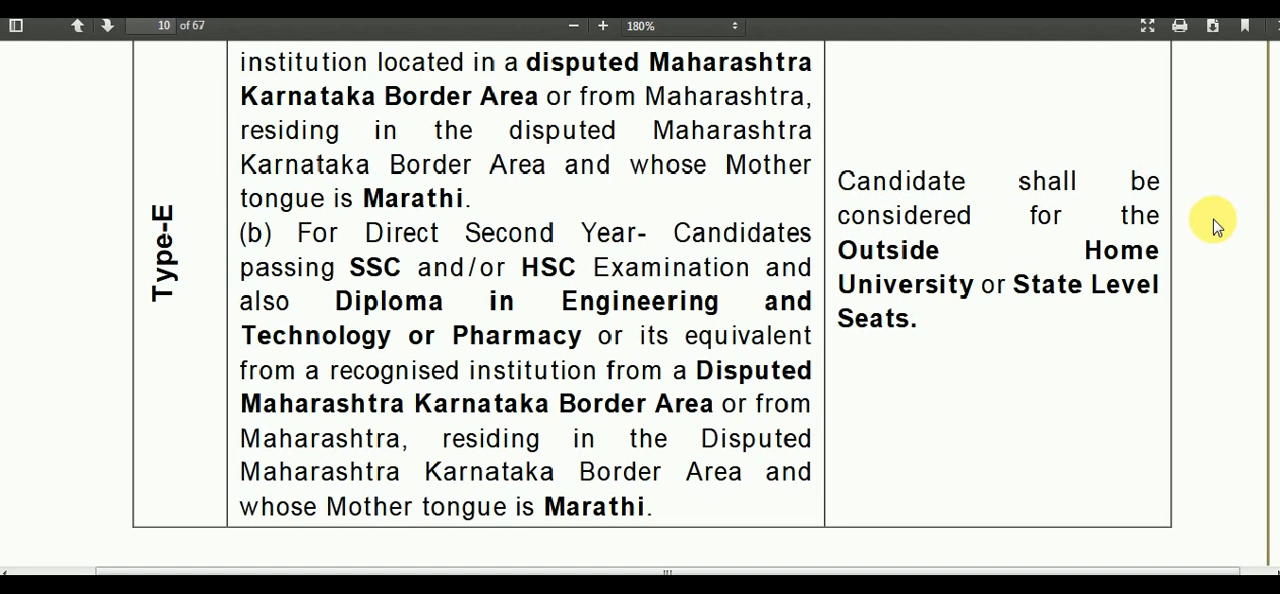 10 of 67
180%
Type-E
institution located in a disputed Maharashtra
Karnataka Border Area or from Maharashtra,
residing in the disputed Maharashtra
Karnataka Border Area and whose Mother
tongue is Marathi.
(b) For Direct Second Year- Candidates
passing SSC and/or HSC Examination and
also Diploma in Engineering and
Technology or Pharmacy or its equivalent
from a recognised institution from a Disputed
Maharashtra Karnataka Border Area or from
Maharashtra, residing in the Disputed
Maharashtra Karnataka Border Area and
whose Mother tongue is Marathi.
Candidate shall be
considered for the
Outside Home
University or State Level
Seats.